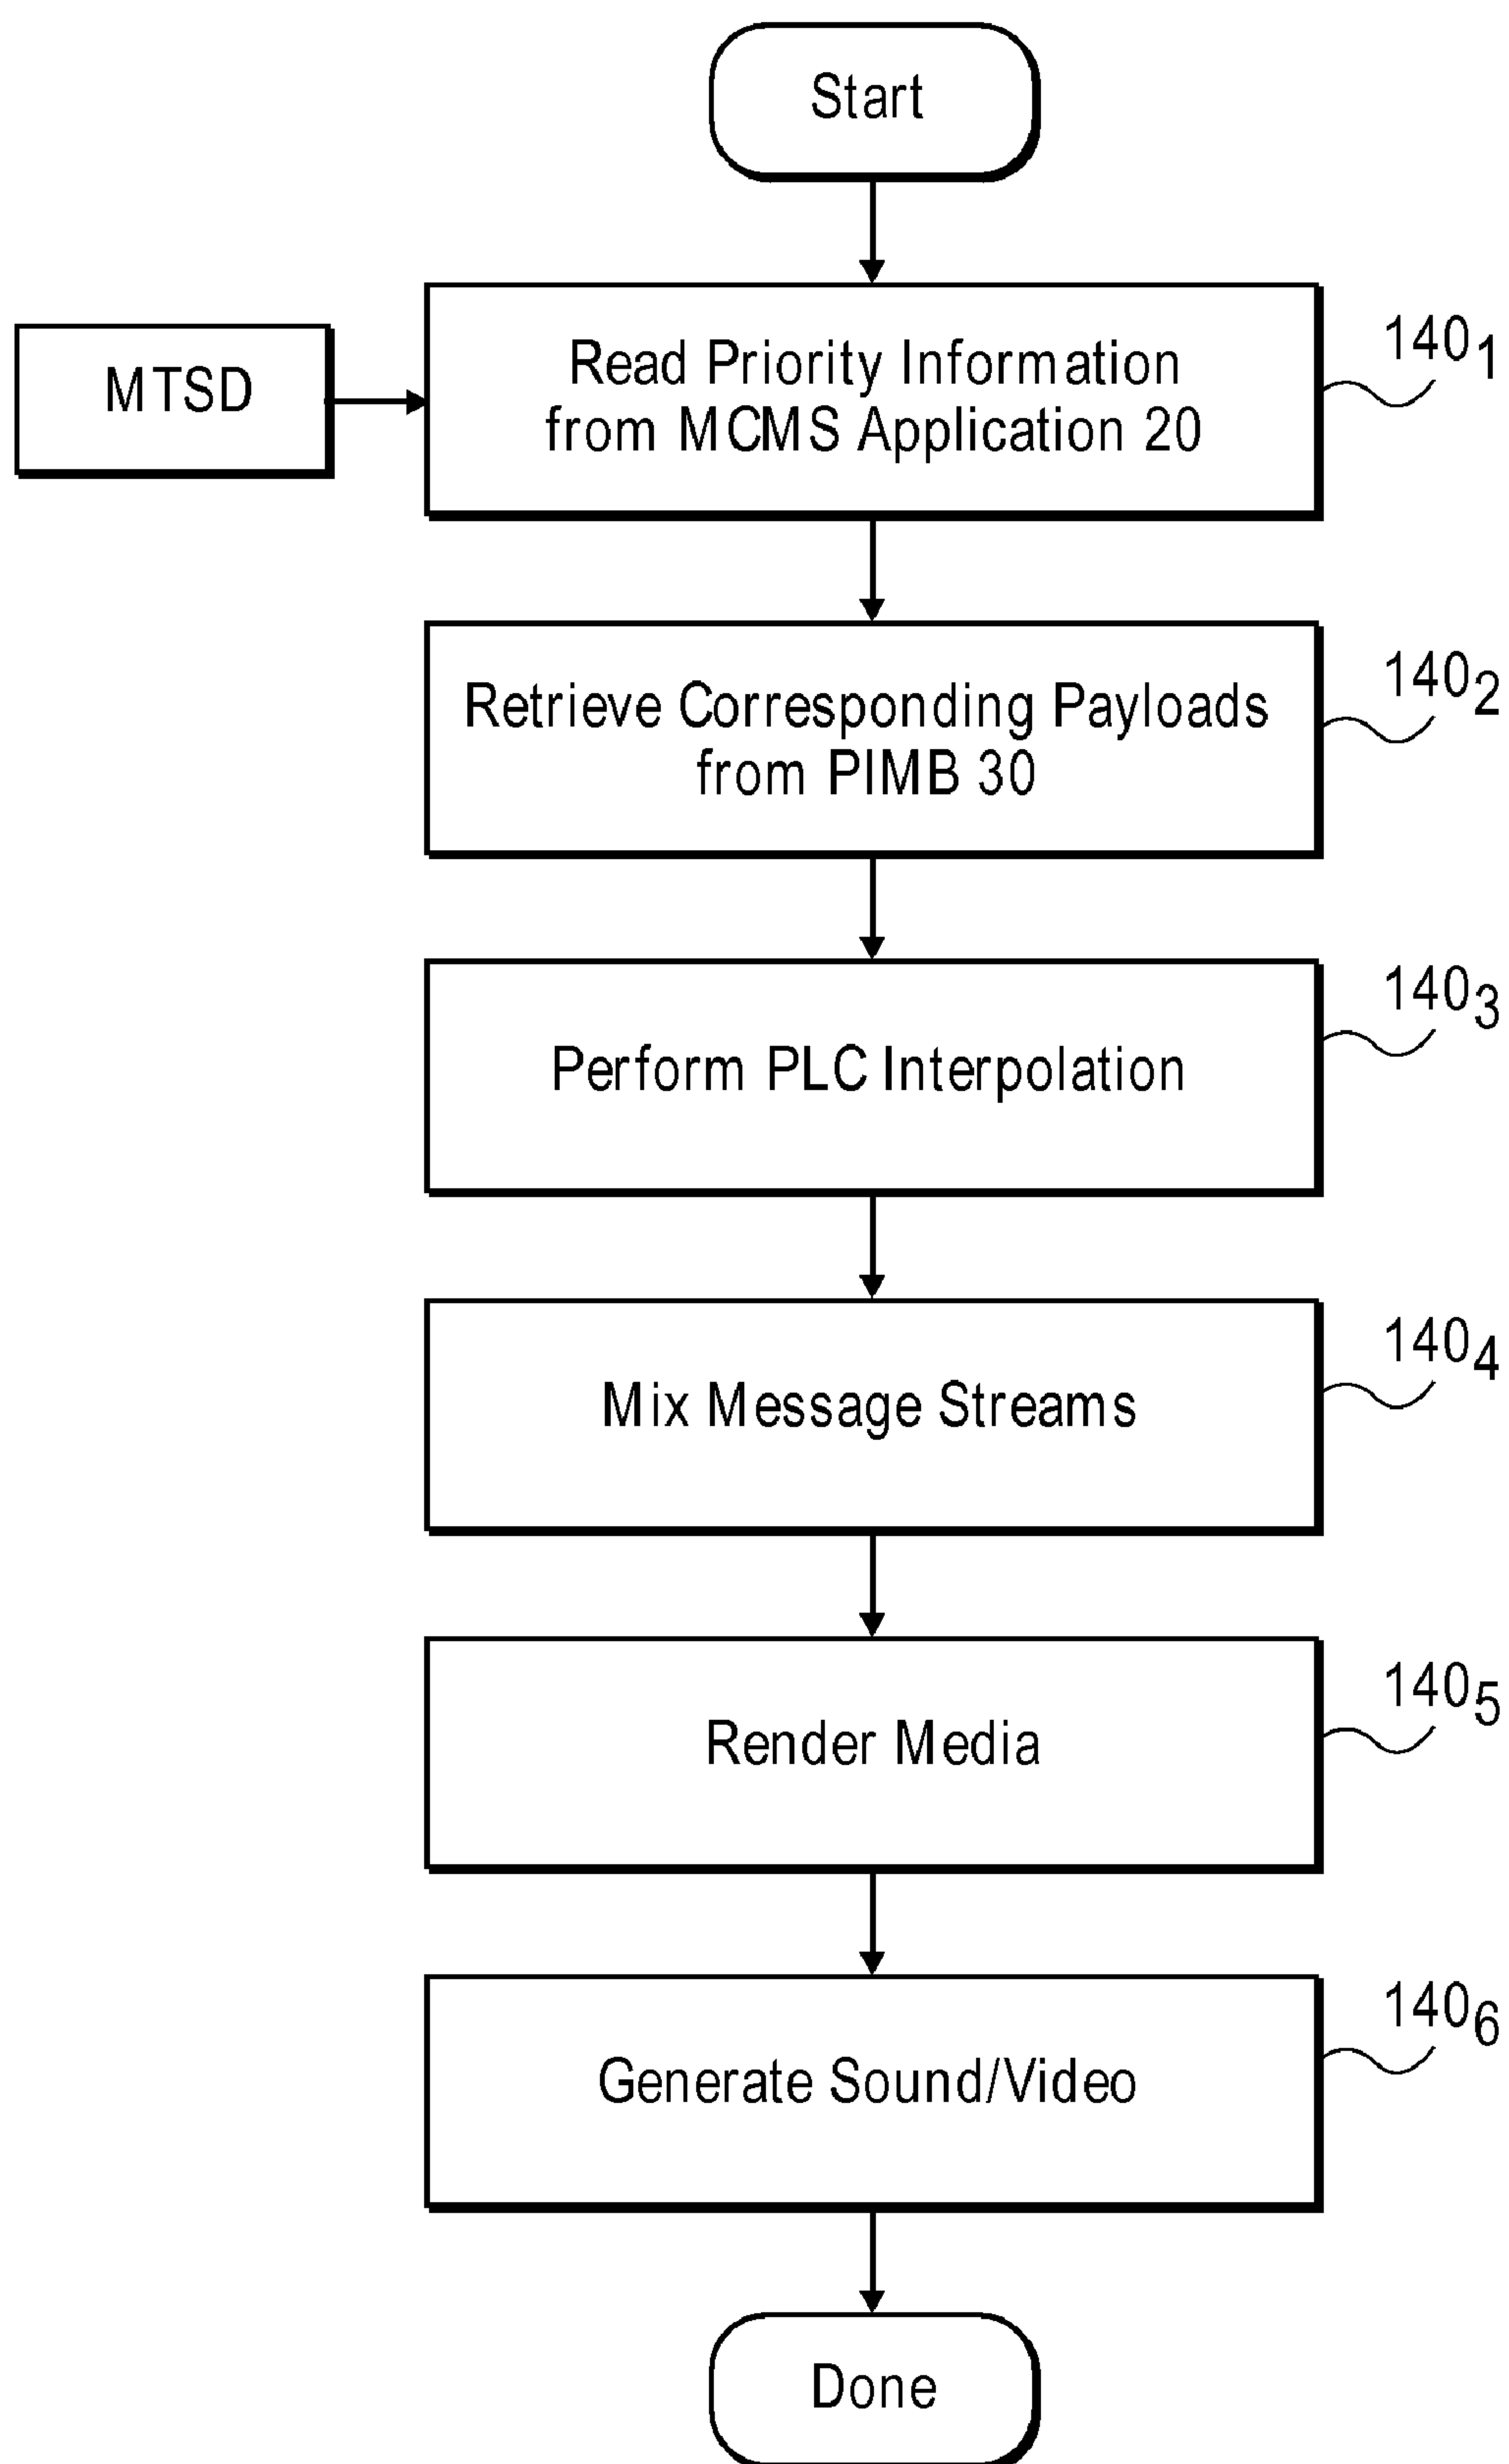 Start
MTSD
Read Priority Information
from MCMS Application 20
140₁
Retrieve Corresponding Payloads
from PIMB 30
140₂
Perform PLC Interpolation
140₃
Mix Message Streams
140₄
Render Media
140₅
Generate Sound/Video
140₆
Done